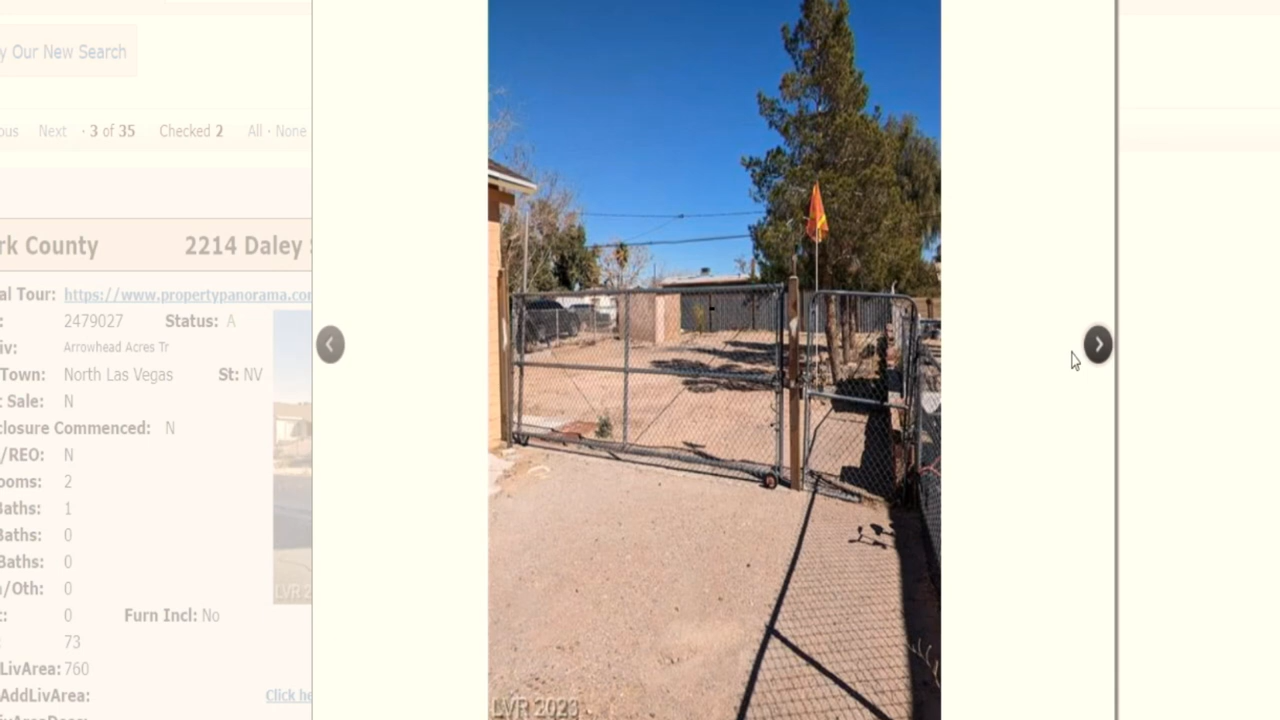 y Our New Search
ous Next · 3 of 35 Checked 2 All · None
rk County 2214 Daley
al Tour: https://www.propertypanorama.com
: 2479027 Status: A
iv: Arrowhead Acres Tr
Town: North Las Vegas St: NV
t Sale: N
closure Commenced: N
/REO: N
ooms: 2
Baths: 1
Baths: 0
Baths: 0
n/Oth: 0
t: 0 Furn Incl: No
: 73
LivArea: 760
AddLivArea: Click he
LVR 2
LVR 2023